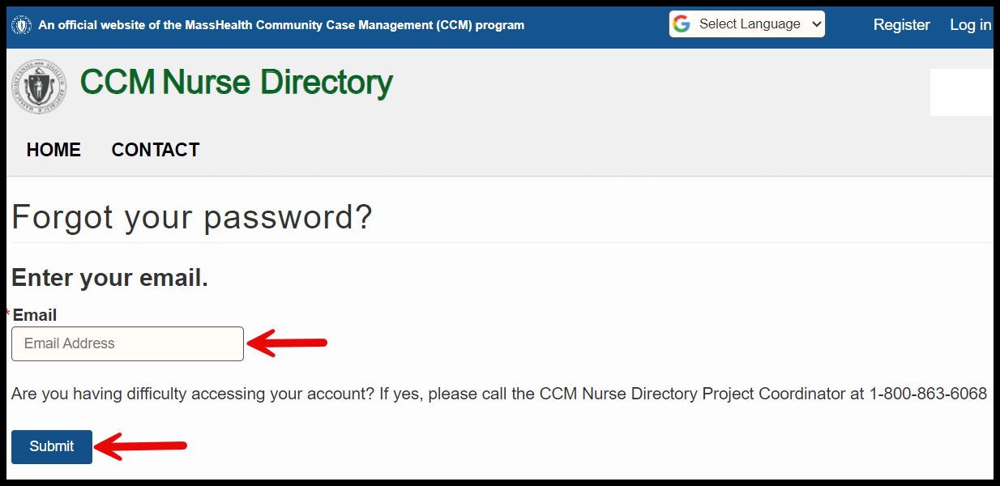 An official website of the MassHealth Community Case Management (CCM) program
Select Language
Register
Log in
CCM Nurse Directory
HOME
CONTACT
Forgot your password?
Enter your email.
* Email
Email Address
Are you having difficulty accessing your account? If yes, please call the CCM Nurse Directory Project Coordinator at 1-800-863-6068
Submit